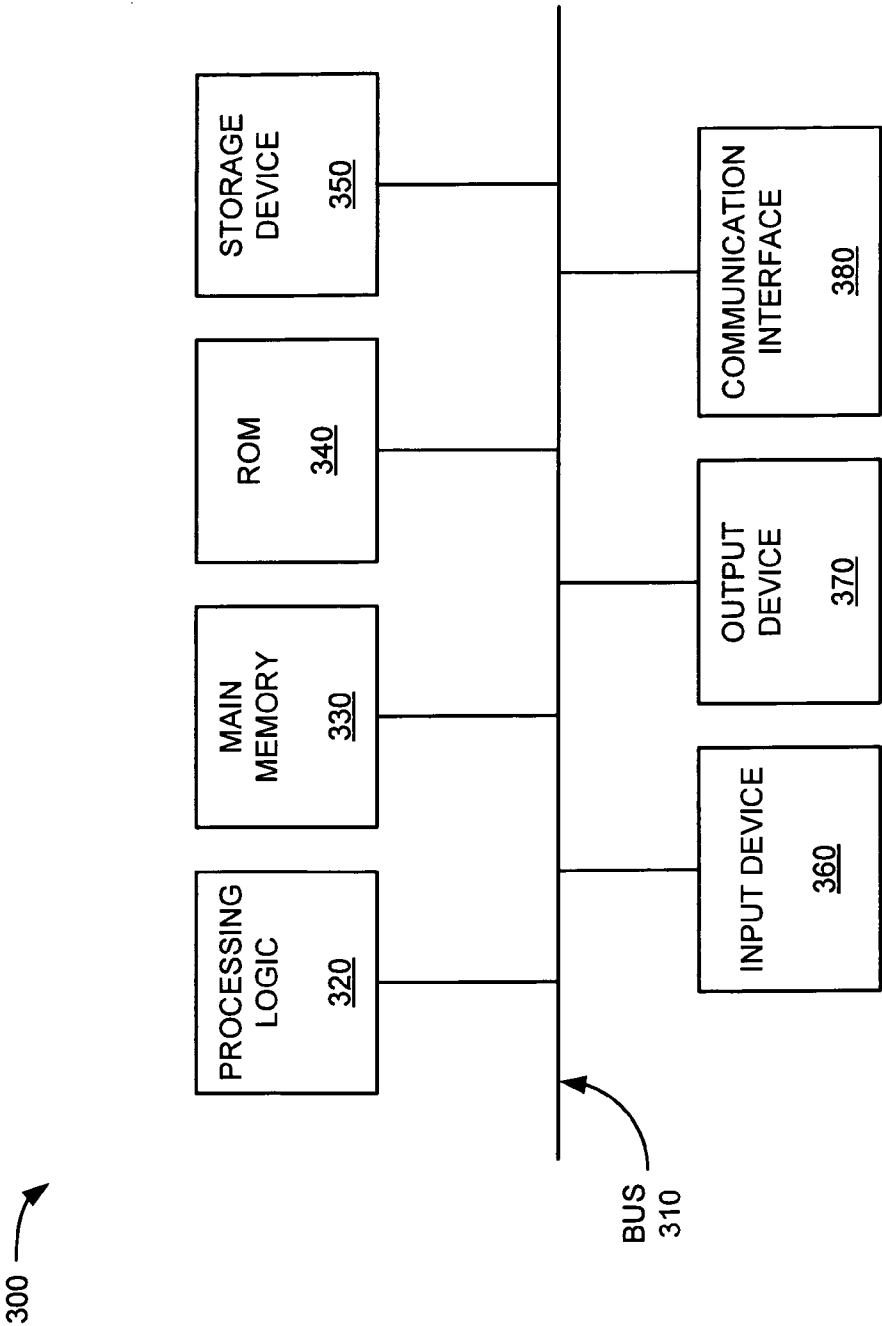 300
PROCESSING
LOGIC
320
MAIN
MEMORY
330
ROM
340
STORAGE
DEVICE
350
BUS
310
INPUT DEVICE
360
OUTPUT
DEVICE
370
COMMUNICATION
INTERFACE
380